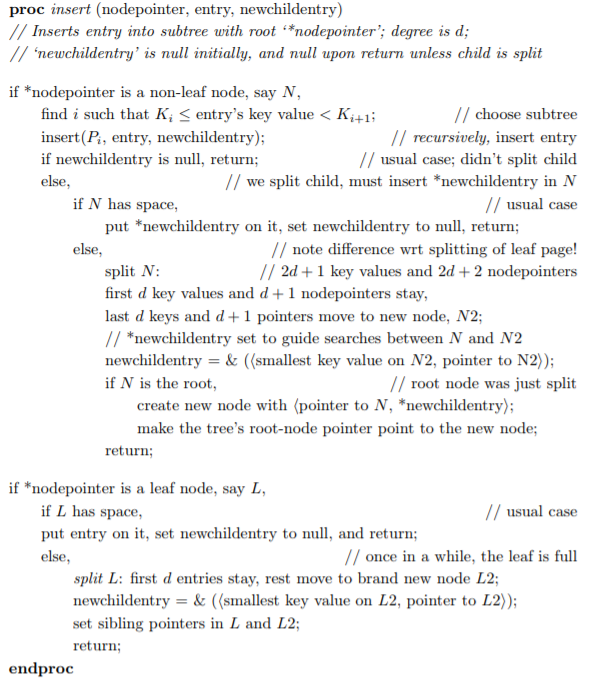 proc insert (nodepointer, entry, newchildentry)
// Inserts entry into subtree with root ‘*nodepointer’; degree is d;
// ‘newchildentry’ is null initially, and null upon return unless child is split
if *nodepointer is a non-leaf node, say N,
find i such that Kᵢ ≤ entry's key value < Kᵢ₊₁; // choose subtree
insert(Pᵢ, entry, newchildentry); // recursively, insert entry
if newchildentry is null, return; // usual case; didn't split child
else, // we split child, must insert *newchildentry in N
if N has space, // usual case
put *newchildentry on it, set newchildentry to null, return;
else, // note difference wrt splitting of leaf page!
split N: // 2d + 1 key values and 2d + 2 nodepointers
first d key values and d + 1 nodepointers stay,
last d keys and d + 1 pointers move to new node, N2;
// *newchildentry set to guide searches between N and N2
newchildentry = & (⟨smallest key value on N2, pointer to N2⟩);
if N is the root, // root node was just split
create new node with ⟨pointer to N, *newchildentry⟩;
make the tree's root-node pointer point to the new node;
return;
if *nodepointer is a leaf node, say L,
if L has space, // usual case
put entry on it, set newchildentry to null, and return;
else, // once in a while, the leaf is full
split L: first d entries stay, rest move to brand new node L2;
newchildentry = & (⟨smallest key value on L2, pointer to L2⟩);
set sibling pointers in L and L2;
return;
endproc